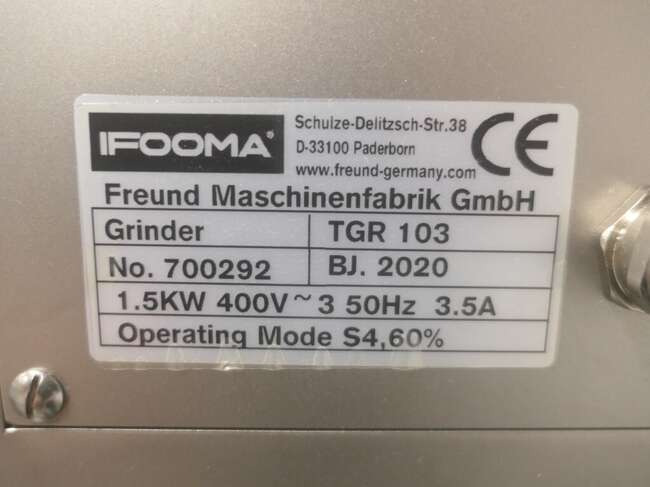 IFOOMA®
Schulze-Delitzsch-Str.38
D-33100 Paderborn
www.freund-germany.com
CE
Freund Maschinenfabrik GmbH
Grinder TGR 103
No. 700292 BJ. 2020
1.5KW 400V~3 50Hz 3.5A
Operating Mode S4,60%